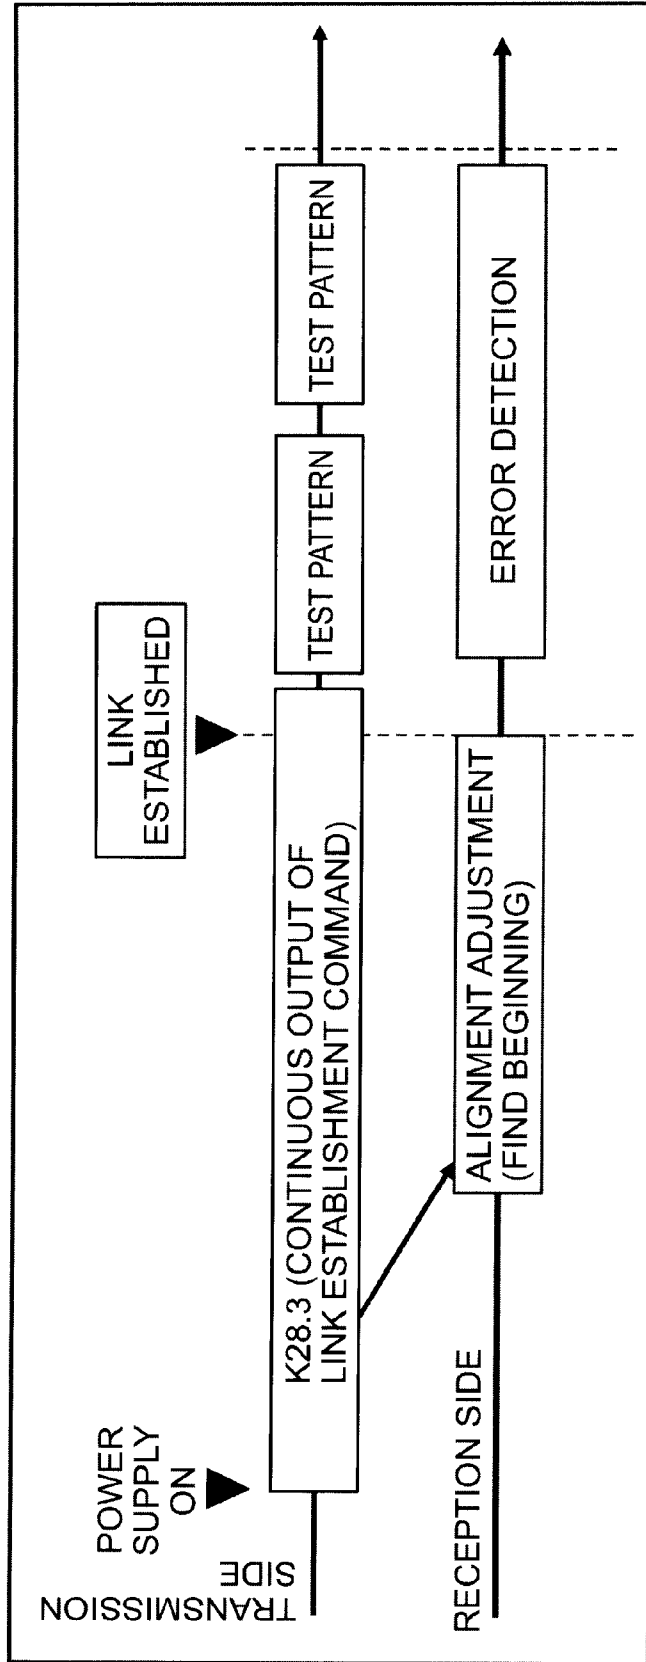 POWER
SUPPLY
ON
LINK
ESTABLISHED
TRANSMISSION
SIDE
K28.3 (CONTINUOUS OUTPUT OF
LINK ESTABLISHMENT COMMAND)
TEST PATTERN
TEST PATTERN
RECEPTION SIDE
ALIGNMENT ADJUSTMENT
(FIND BEGINNING)
ERROR DETECTION